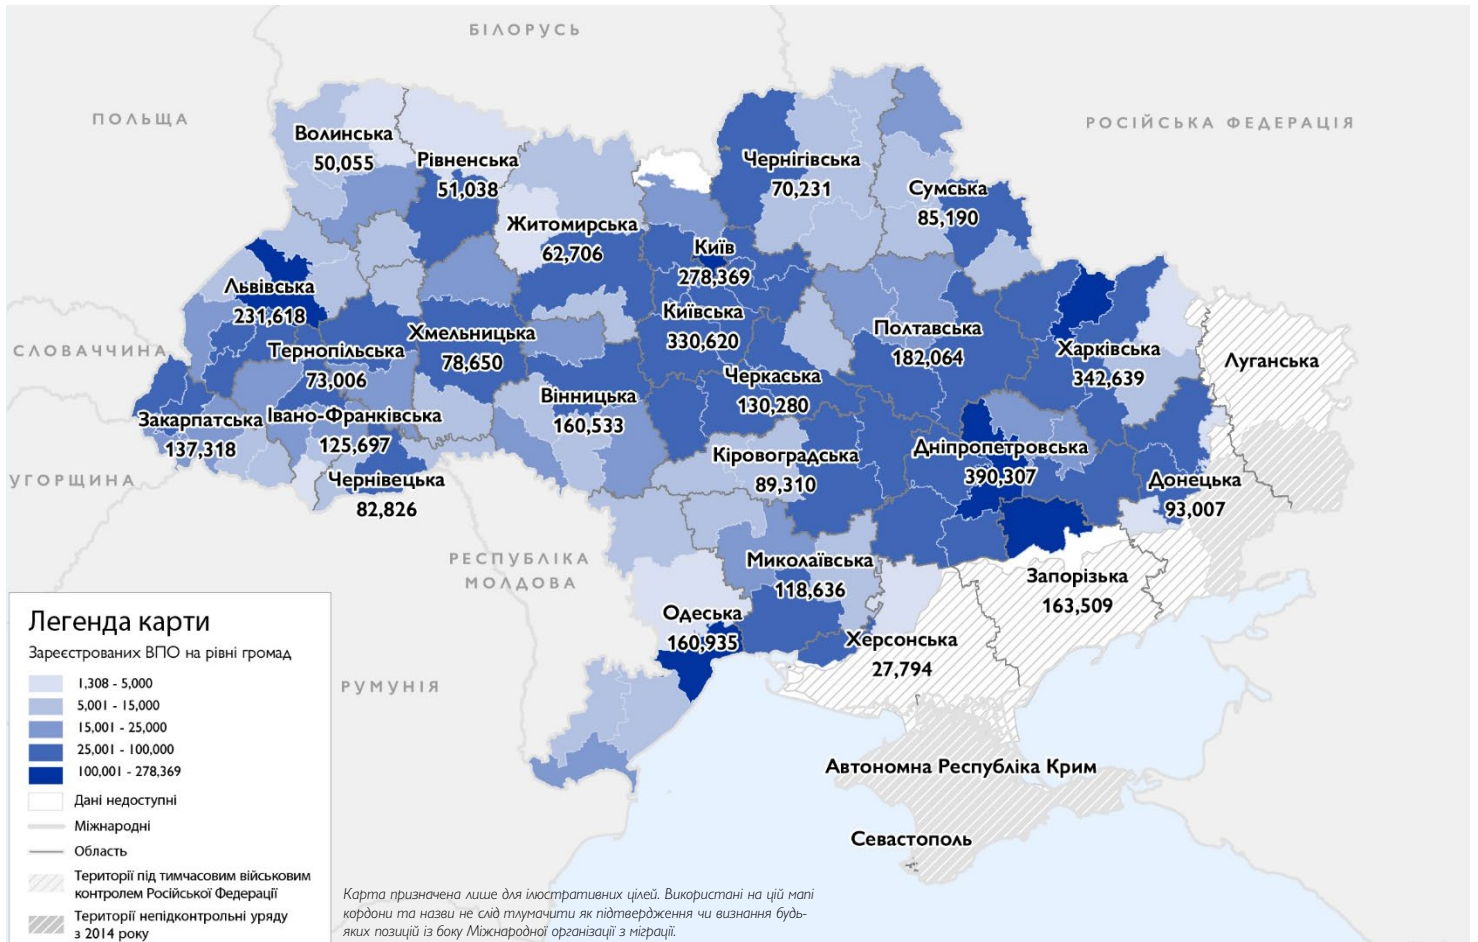 БІЛОРУСЬ
ПОЛЬЩА
РОСІЙСЬКА ФЕДЕРАЦІЯ
Волинська
50,055
Рівненська
51,038
Чернігівська
70,231
Сумська
85,190
Житомирська
62,706
Київ
278,369
Львівська
231,618
Київська
330,620
Хмельницька
78,650
Полтавська
182,064
Харківська
342,639
Луганська
СЛОВАЧЧИНА
Тернопільська
73,006
Черкаська
130,280
Вінницька
160,533
Закарпатська
137,318
Івано-Франківська
125,697
Кіровоградська
89,310
Дніпропетровська
390,307
УГОРЩИНА
Чернівецька
82,826
Донецька
93,007
РЕСПУБЛІКА
МОЛДОВА
Миколаївська
118,636
Запорізька
163,509
Одеська
160,935
Херсонська
27,794
РУМУНІЯ
Автономна Республіка Крим
Севастополь
Легенда карти
Зареєстрованих ВПО на рівні громад
1,308 - 5,000
5,001 - 15,000
15,001 - 25,000
25,001 - 100,000
100,001 - 278,369
Дані недоступні
Міжнародні
Область
Території під тимчасовим військовим
контролем Російської Федерації
Території непідконтрольні уряду
з 2014 року
Карта призначена лише для ілюстративних цілей. Використані на цій мапі
кордони та назви не слід тлумачити як підтвердження чи визнання будь-
яких позицій із боку Міжнародної організації з міграції.